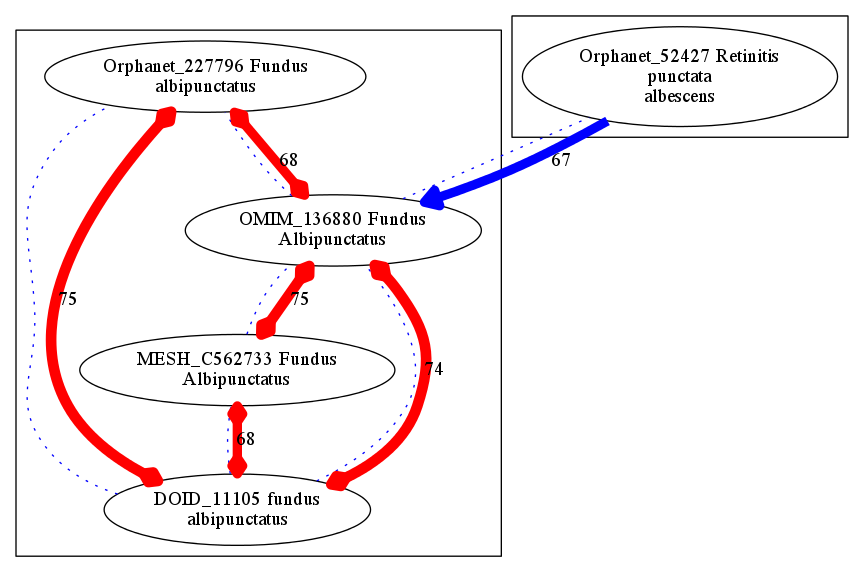 Orphanet_227796 Fundus
albipunctatus
Orphanet_52427 Retinitis
punctata
albescens
68
67
OMIM_136880 Fundus
Albipunctatus
75
75
MESH_C562733 Fundus
Albipunctatus
74
68
DOID_11105 fundus
albipunctatus